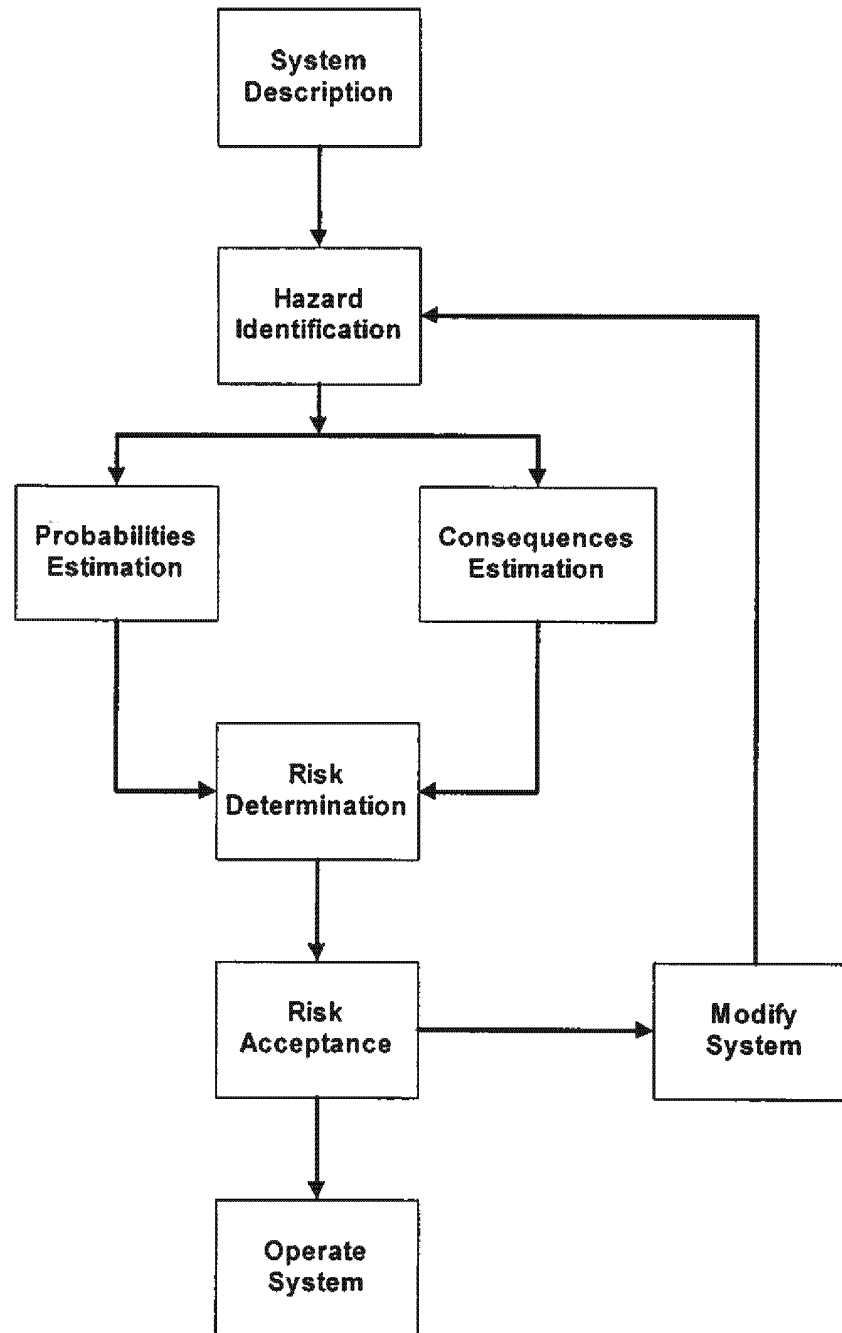 System
Description
Hazard
Identification
Probabilities
Estimation
Consequences
Estimation
Risk
Determination
Risk
Acceptance
Modify
System
Operate
System